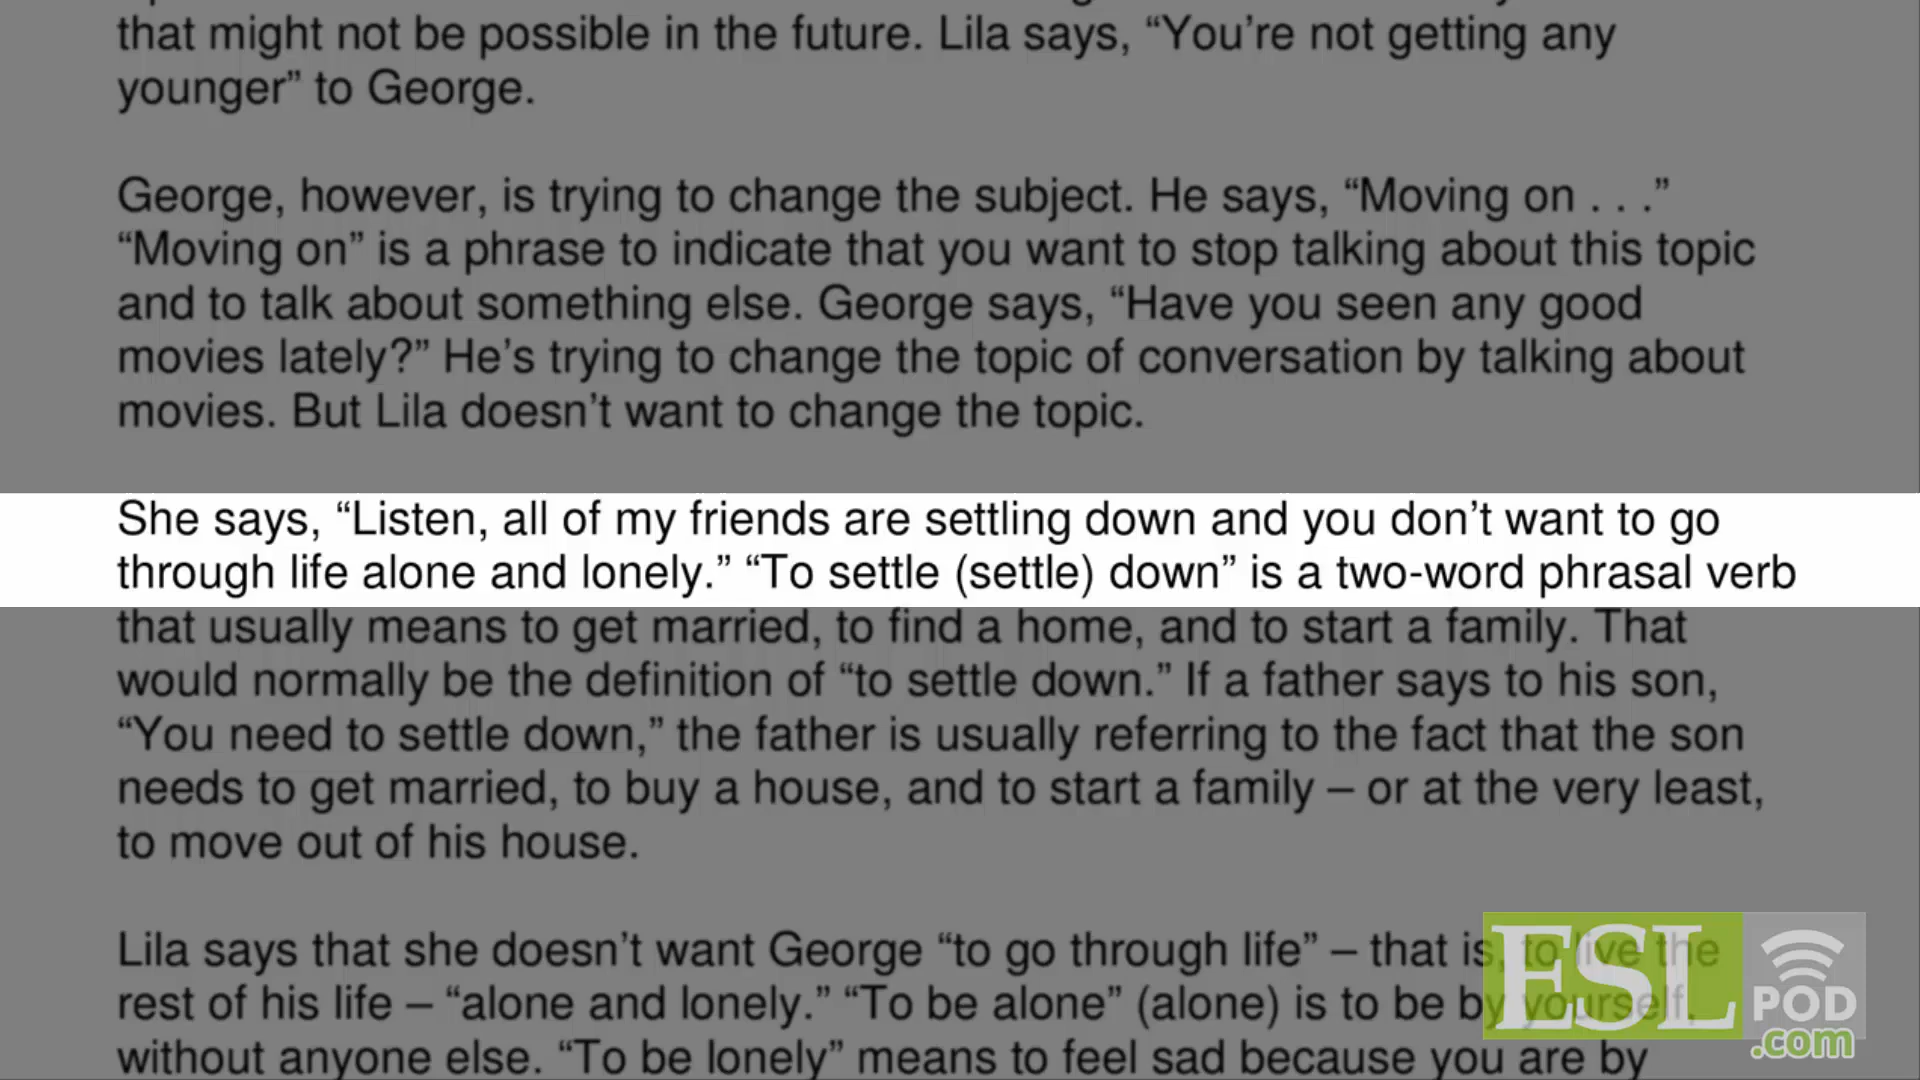 that might not be possible in the future. Lila says, “You’re not getting any
younger” to George.
George, however, is trying to change the subject. He says, “Moving on . . .”
“Moving on” is a phrase to indicate that you want to stop talking about this topic
and to talk about something else. George says, “Have you seen any good
movies lately?” He’s trying to change the topic of conversation by talking about
movies. But Lila doesn’t want to change the topic.
She says, “Listen, all of my friends are settling down and you don’t want to go
through life alone and lonely.” “To settle (settle) down” is a two-word phrasal verb
that usually means to get married, to find a home, and to start a family. That
would normally be the definition of “to settle down.” If a father says to his son,
“You need to settle down,” the father is usually referring to the fact that the son
needs to get married, to buy a house, and to start a family – or at the very least,
to move out of his house.
Lila says that she doesn’t want George “to go through life” – that is, to live the
rest of his life – “alone and lonely.” “To be alone” (alone) is to be by yourself,
without anyone else. “To be lonely” means to feel sad because you are by
ESL
POD
.com